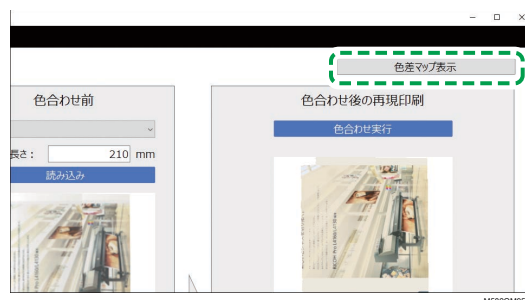 色差マップ表示
色合わせ前
長さ： 210 mm
読み込み
色合わせ後の再現印刷
色合わせ実行